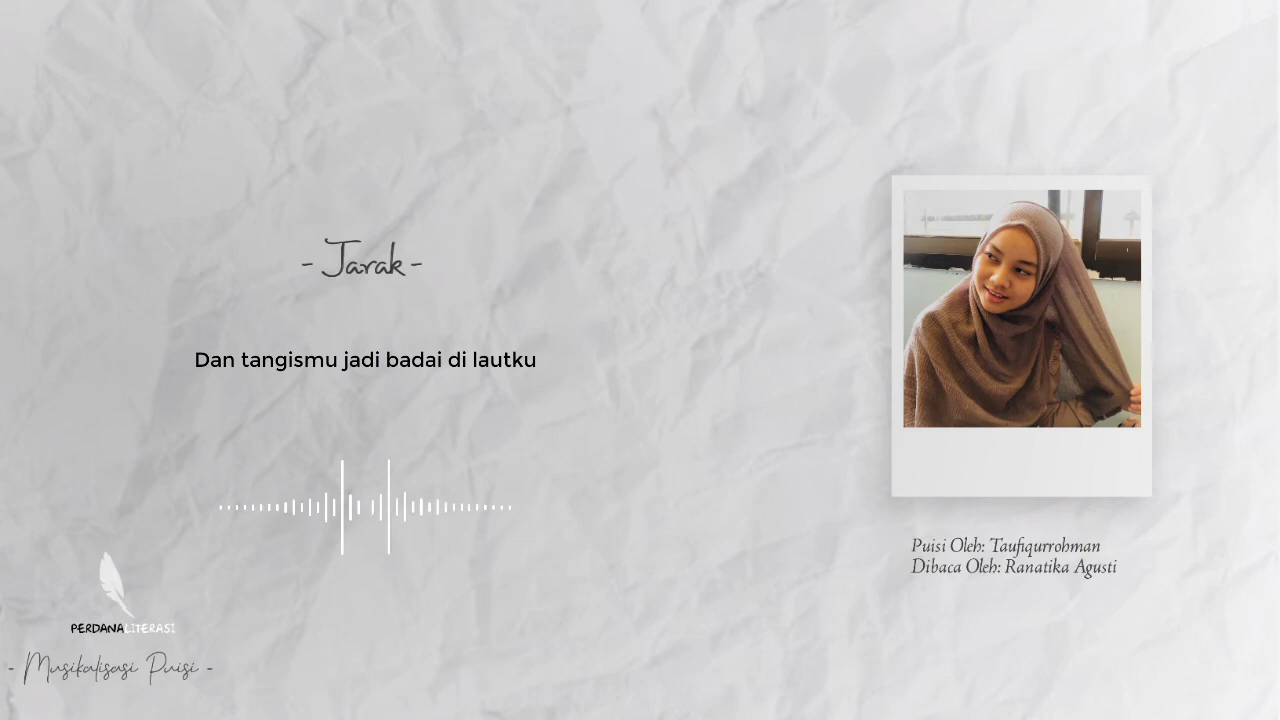 - Jarak -
Dan tangismu jadi badai di lautku
Puisi Oleh: Taufiqurrohman
Dibaca Oleh: Ranatika Agusti
PERDANALITERASI
- Musikalisasi Puisi -